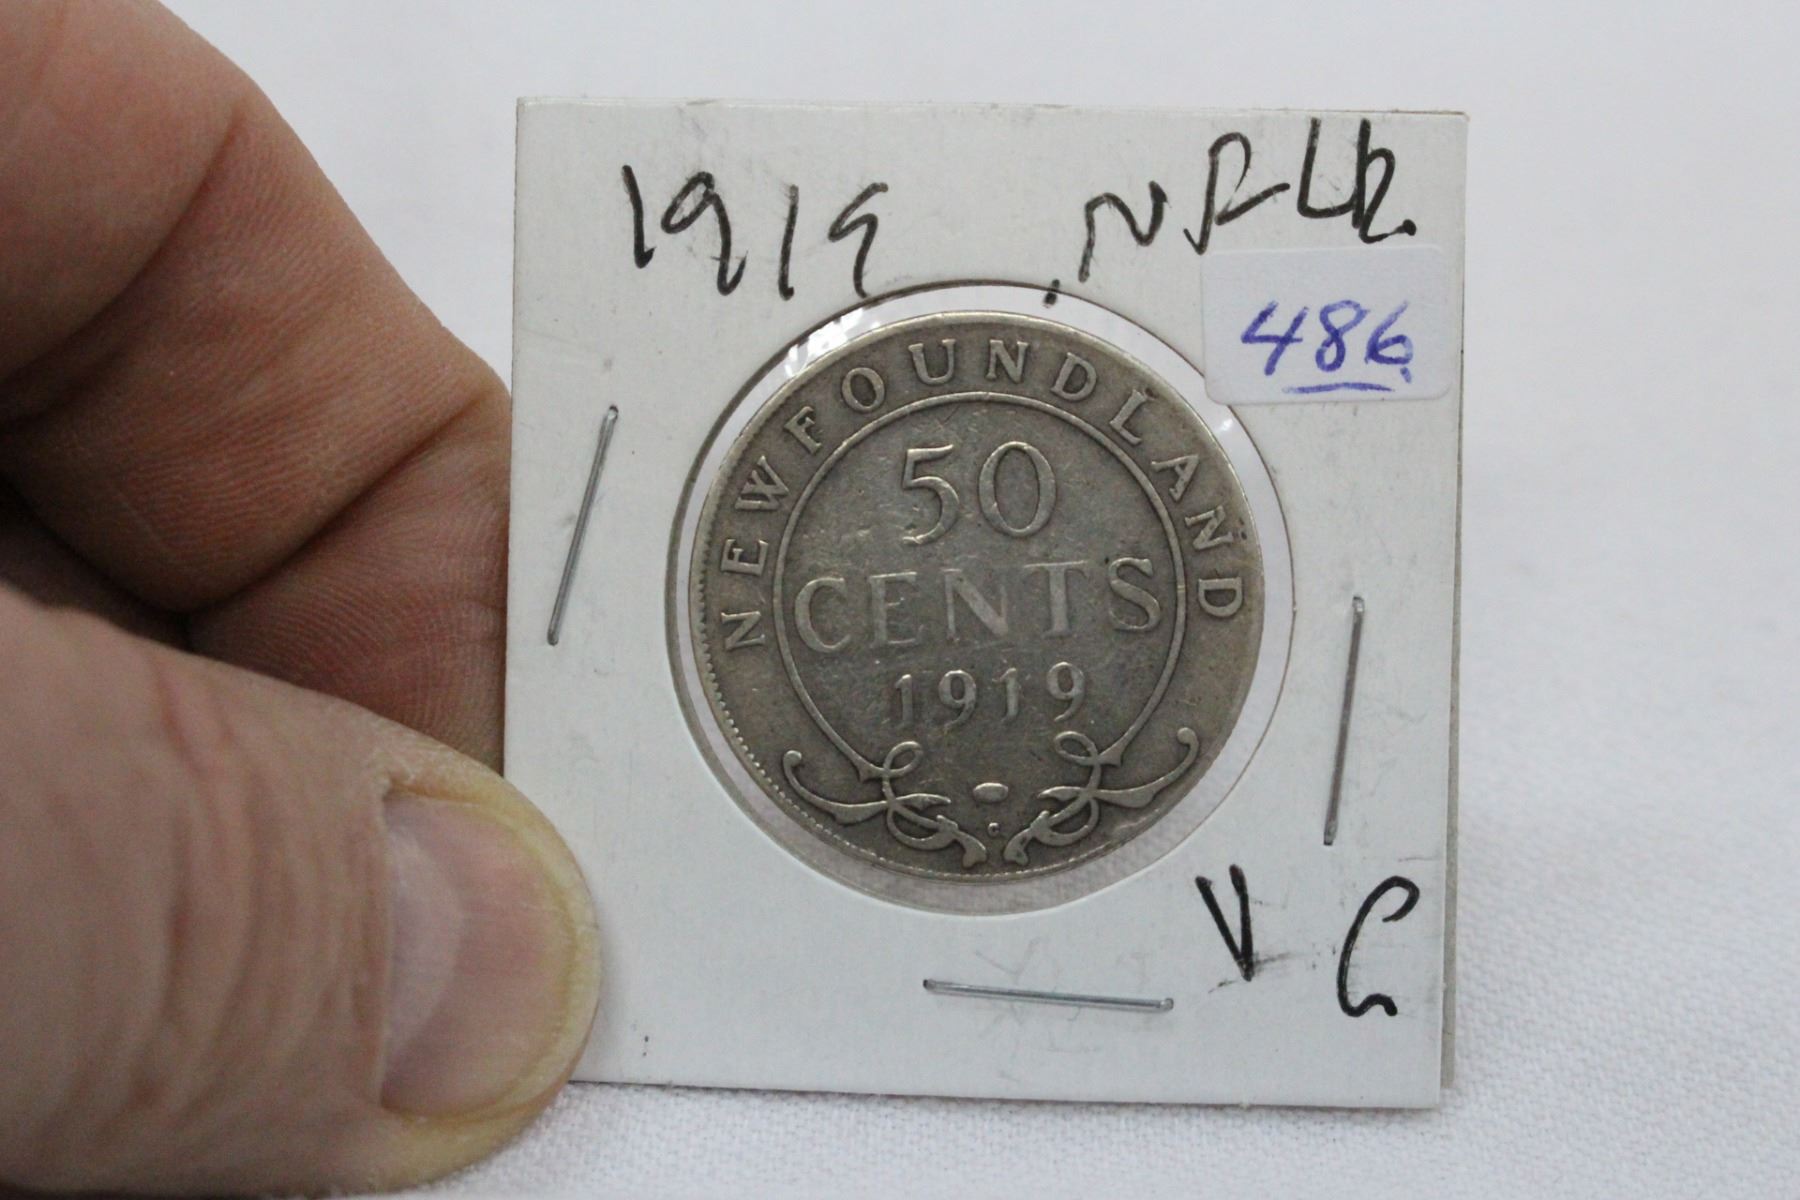 1919 NFLD.
486
NEWFOUNDLAND
50
CENTS
1919
C
VG